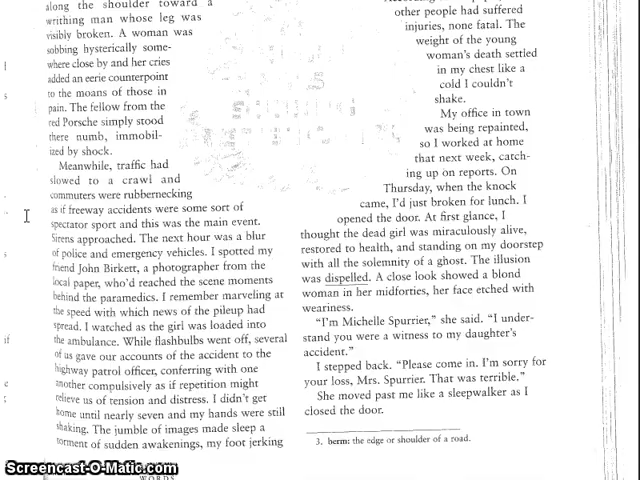 along the shoulder toward a
writhing man whose leg was
visibly broken. A woman was
sobbing hysterically some-
where close by and her cries
added an eerie counterpoint
to the moans of those in
pain. The fellow from the
red Porsche simply stood
there numb, immobil-
ized by shock.
Meanwhile, traffic had
slowed to a crawl and
commuters were rubbernecking
as if freeway accidents were some sort of
spectator sport and this was the main event.
Sirens approached. The next hour was a blur
of police and emergency vehicles. I spotted my
friend John Birkett, a photographer from the
local paper, who'd reached the scene moments
behind the paramedics. I remember marveling at
the speed with which news of the pileup had
spread. I watched as the girl was loaded into
the ambulance. While flashbulbs went off, several
of us gave our accounts of the accident to the
highway patrol officer, conferring with one
another compulsively as if repetition might
relieve us of tension and distress. I didn't get
home until nearly seven and my hands were still
shaking. The jumble of images made sleep a
torment of sudden awakenings, my foot jerking
other people had suffered
injuries, none fatal. The
weight of the young
woman's death settled
in my chest like a
cold I couldn't
shake.
My office in town
was being repainted,
so I worked at home
that next week, catch-
ing up on reports. On
Thursday, when the knock
came, I'd just broken for lunch. I
opened the door. At first glance, I
thought the dead girl was miraculously alive,
restored to health, and standing on my doorstep
with all the solemnity of a ghost. The illusion
was dispelled. A close look showed a blond
woman in her midforties, her face etched with
weariness.
"I'm Michelle Spurrier," she said. "I under-
stand you were a witness to my daughter's
accident."
I stepped back. "Please come in. I'm sorry for
your loss, Mrs. Spurrier. That was terrible."
She moved past me like a sleepwalker as I
closed the door.
3. berm: the edge or shoulder of a road.
Screencast-O-Matic.com